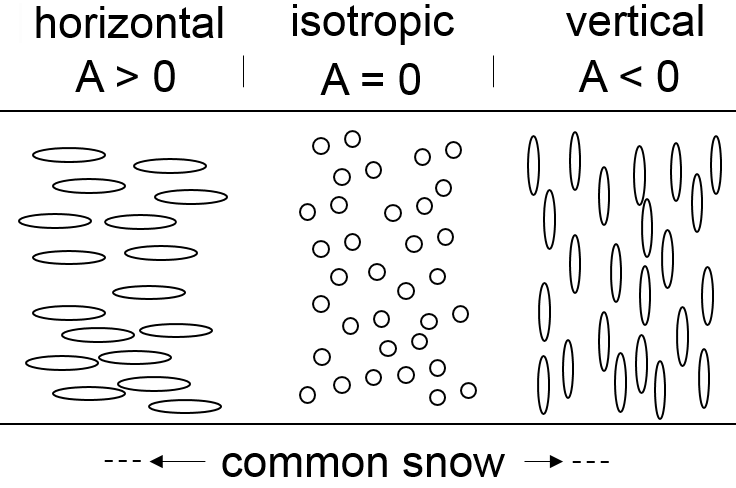 horizontal isotropic vertical
A > 0 A = 0 A < 0
common snow